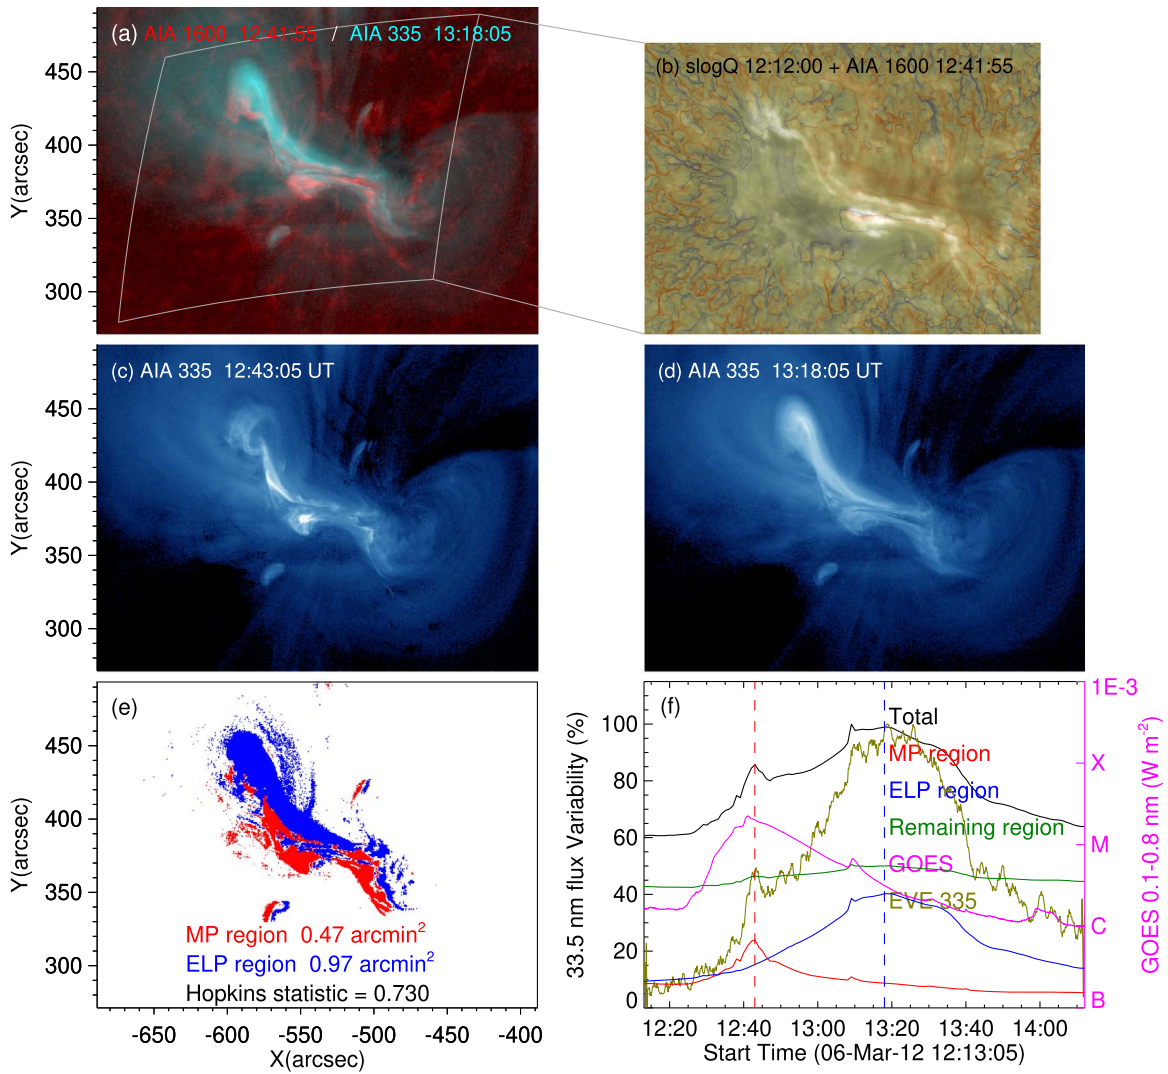 (a) AIA 1600 12:41:55 / AIA 335 13:18:05
450
400
350
300
Y(arcsec)
(b) slogQ 12:12:00 + AIA 1600 12:41:55
(c) AIA 335 12:43:05 UT
450
400
350
300
Y(arcsec)
(d) AIA 335 13:18:05 UT
(e)
450
400
350
300
Y(arcsec)
MP region 0.47 arcmin²
ELP region 0.97 arcmin²
Hopkins statistic = 0.730
-650 -600 -550 -500 -450 -400
X(arcsec)
(f)
100
80
60
40
20
0
33.5 nm flux Variability (%)
Total
MP region
ELP region
Remaining region
GOES
EVE 335
1E-3
X
M
C
B
GOES 0.1-0.8 nm (W m⁻²)
12:20 12:40 13:00 13:20 13:40 14:00
Start Time (06-Mar-12 12:13:05)